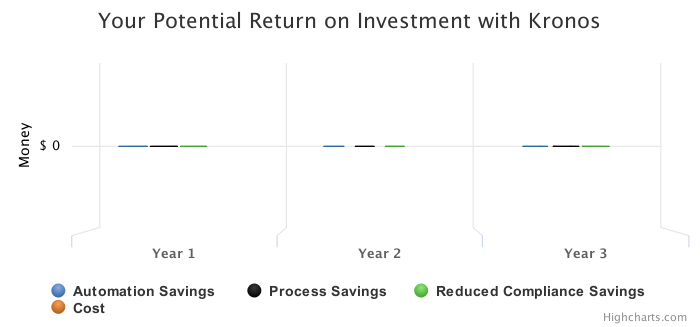 Your Potential Return on Investment with Kronos
Money
$ 0
Year 1
Year 2
Year 3
Automation Savings
Process Savings
Reduced Compliance Savings
Cost
Highcharts.com